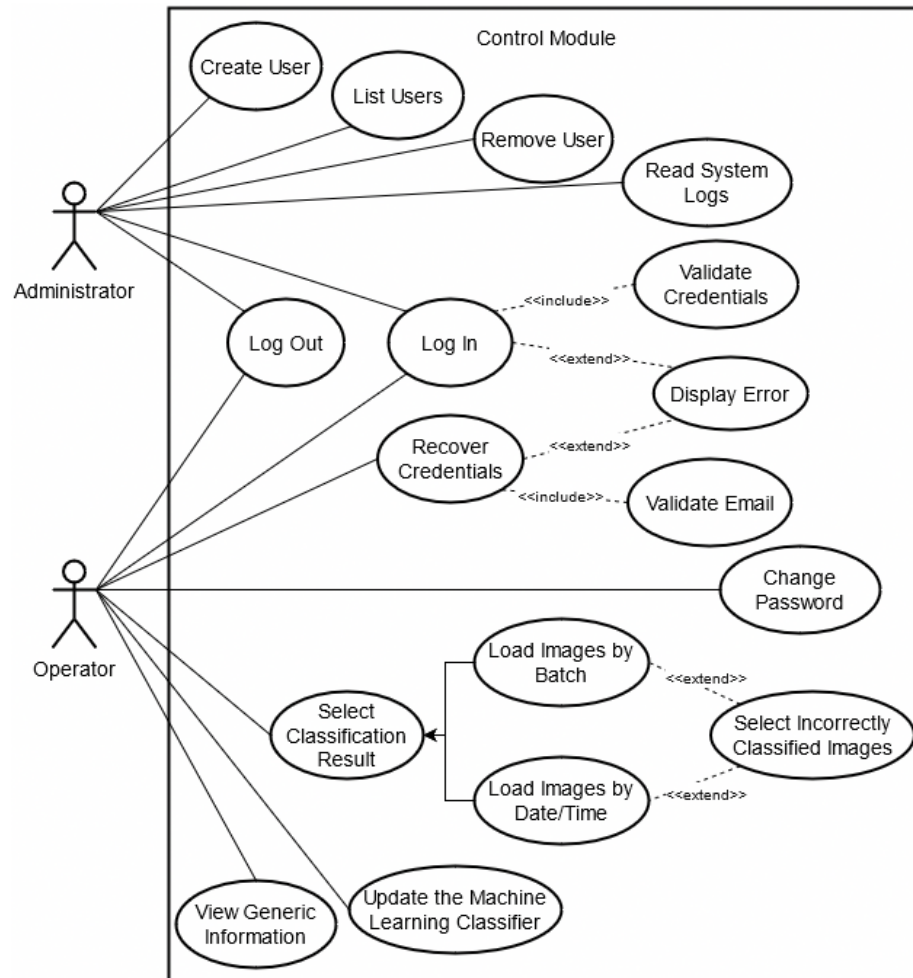 Control Module
Create User
List Users
Remove User
Read System
Logs
Administrator
Validate
Credentials
<<include>>
Log Out
Log In
<<extend>>
Display Error
Recover
Credentials
<<extend>>
<<include>>
Validate Email
Change
Password
Operator
Load Images by
Batch
<<extend>>
Select
Classification
Result
Select Incorrectly
Classified Images
Load Images by
Date/Time
<<extend>>
View Generic
Information
Update the Machine
Learning Classifier